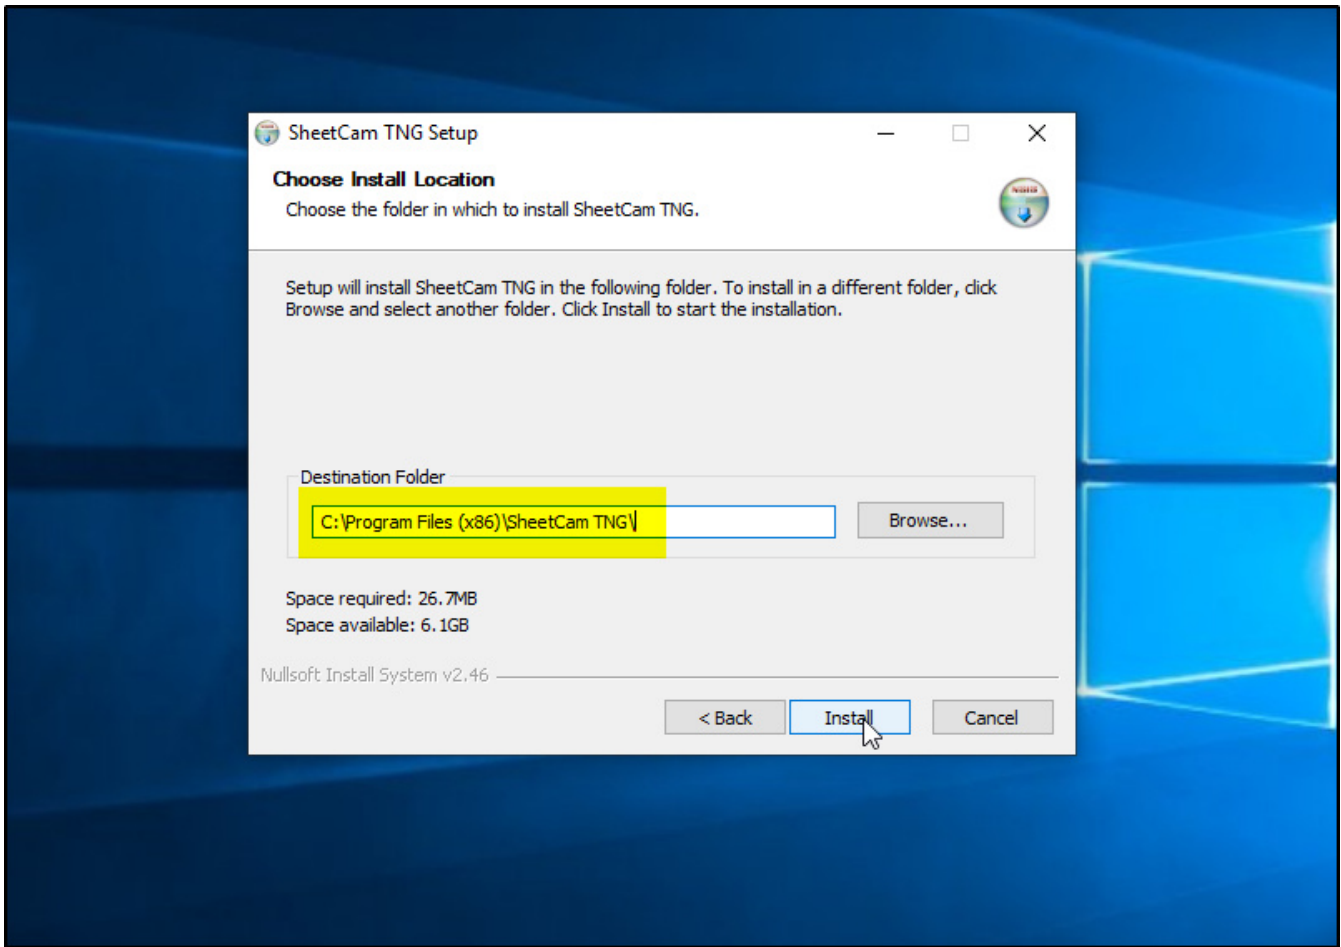 SheetCam TNG Setup
Choose Install Location
Choose the folder in which to install SheetCam TNG.
Setup will install SheetCam TNG in the following folder. To install in a different folder, click
Browse and select another folder. Click Install to start the installation.
Destination Folder
C:\Program Files (x86)\SheetCam TNG\
Browse...
Space required: 26.7MB
Space available: 6.1GB
Nullsoft Install System v2.46
< Back
Install
Cancel